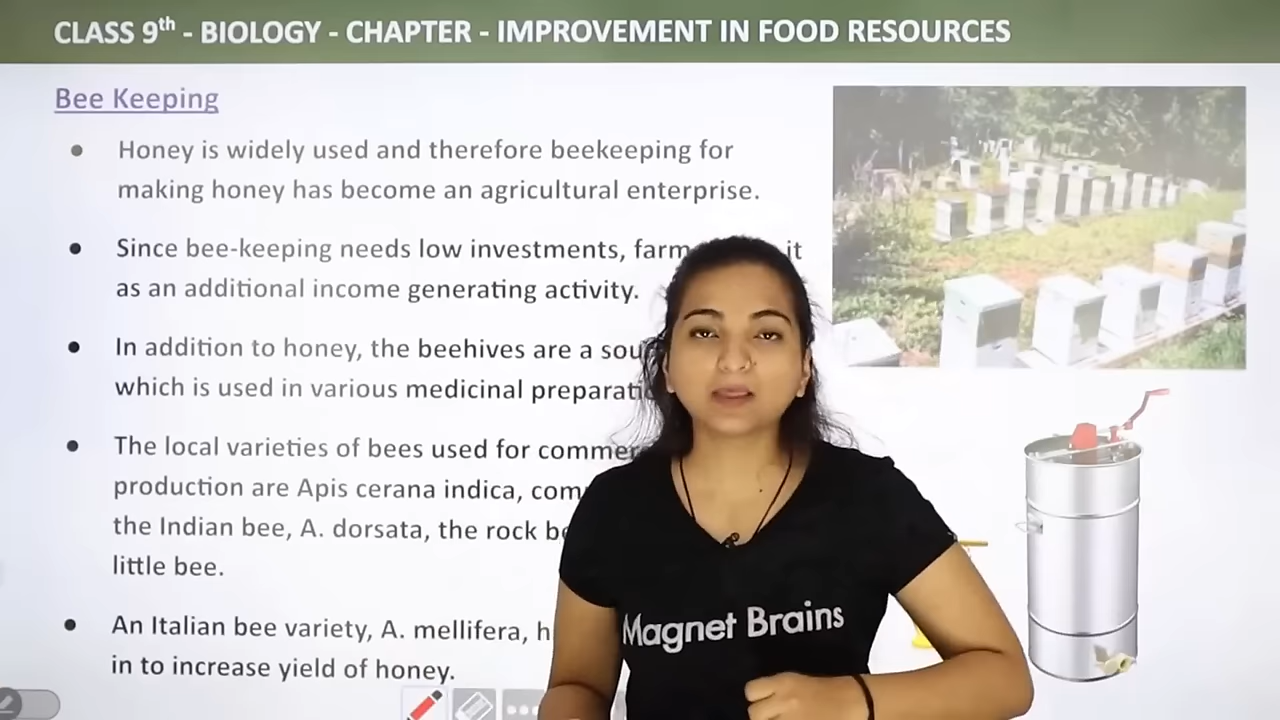 CLASS 9th - BIOLOGY - CHAPTER - IMPROVEMENT IN FOOD RESOURCES
Bee Keeping
Honey is widely used and therefore beekeeping for
making honey has become an agricultural enterprise.
Since bee-keeping needs low investments, farm it
as an additional income generating activity.
In addition to honey, the beehives are a sou
which is used in various medicinal preparati
The local varieties of bees used for commer
production are Apis cerana indica, com
the Indian bee, A. dorsata, the rock b
little bee.
An Italian bee variety, A. mellifera, h
in to increase yield of honey.
Magnet Brains